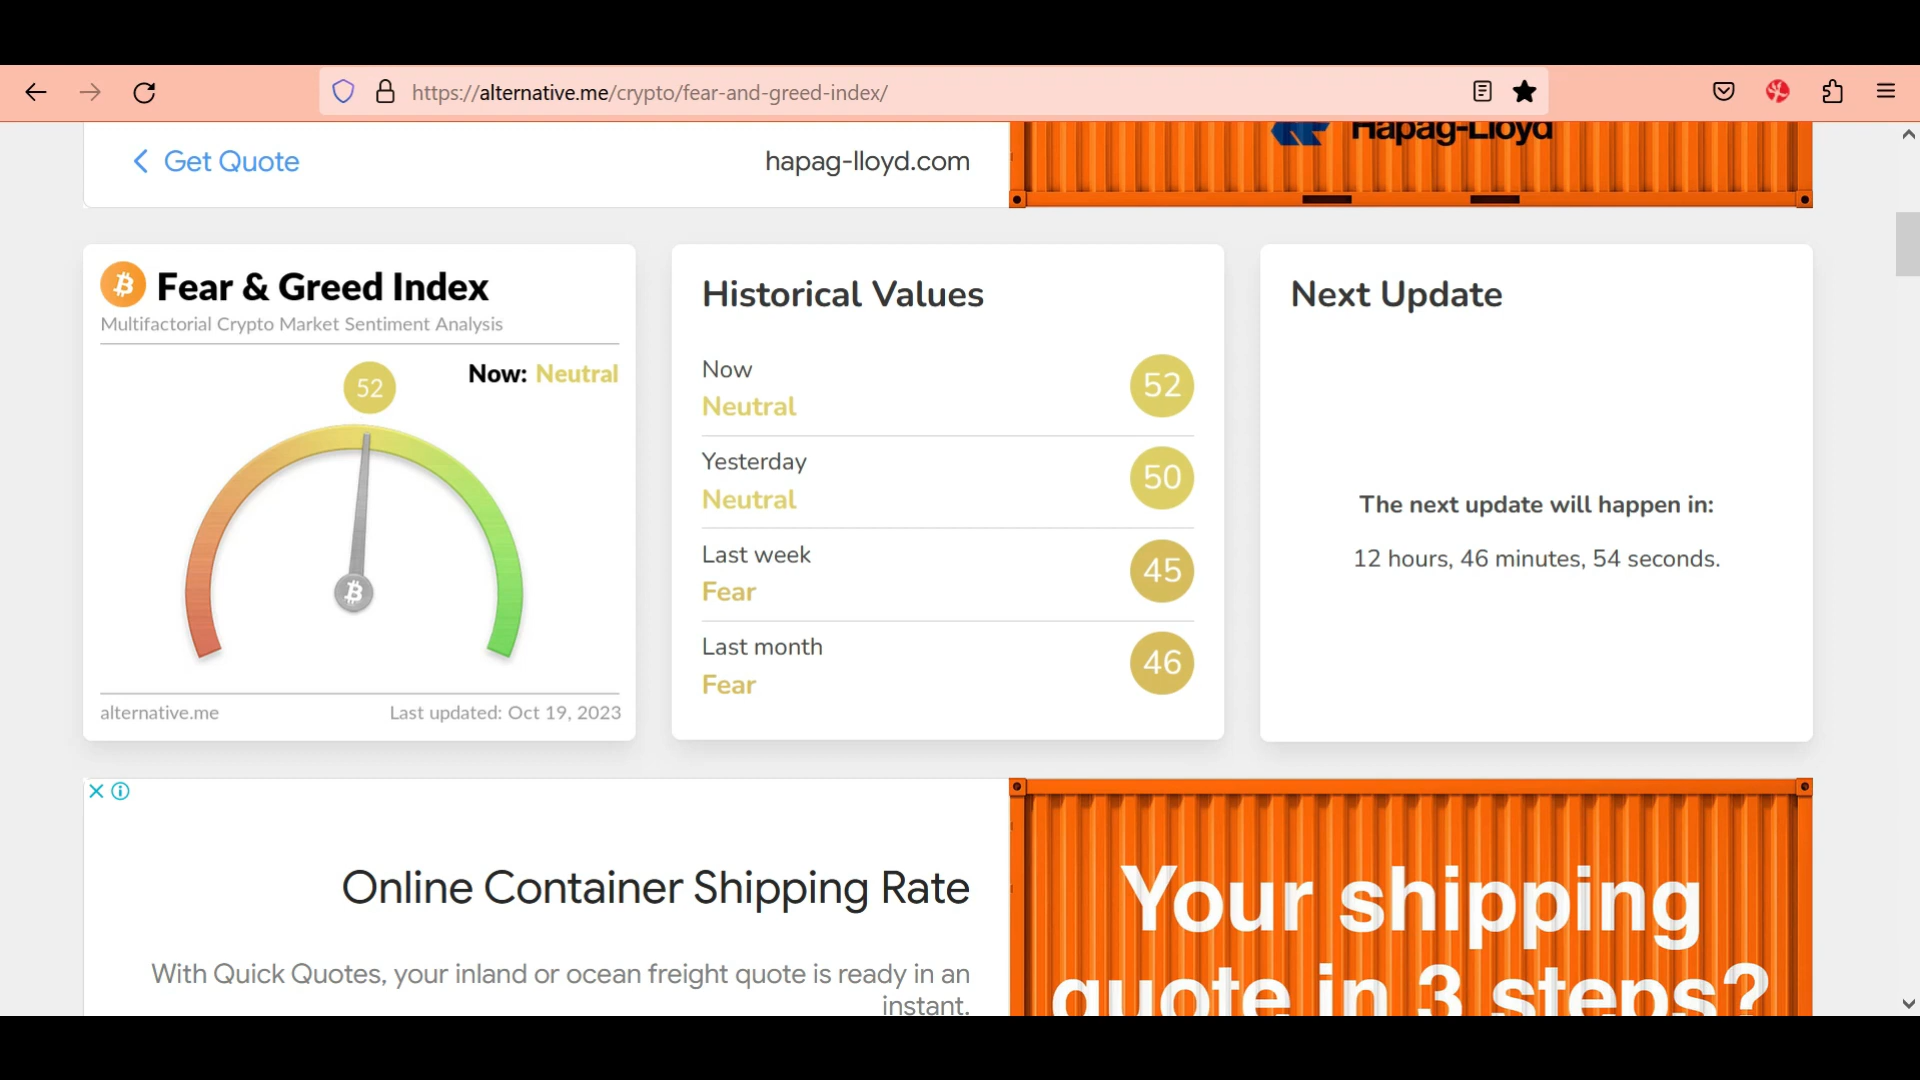 https://alternative.me/crypto/fear-and-greed-index/
Get Quote
hapag-lloyd.com
Hapag-Lloyd
Fear & Greed Index
Multifactorial Crypto Market Sentiment Analysis
Now: Neutral
52
alternative.me
Last updated: Oct 19, 2023
Historical Values
Now
Neutral
52
Yesterday
Neutral
50
Last week
Fear
45
Last month
Fear
46
Next Update
The next update will happen in:
12 hours, 46 minutes, 54 seconds.
Online Container Shipping Rate
With Quick Quotes, your inland or ocean freight quote is ready in an
instant.
Your shipping
quote in 3 steps?